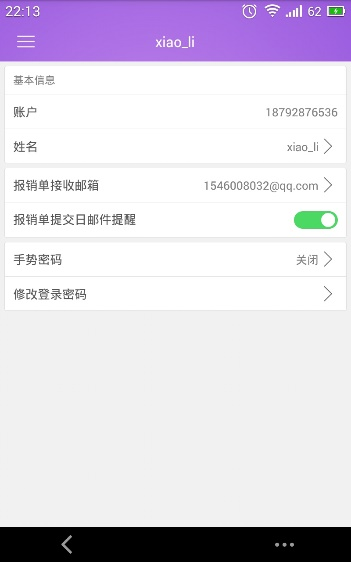 22:13 62
xiao_li
基本信息
账户 18792876536
姓名 xiao_li
报销单接收邮箱 1546008032@qq.com
报销单提交日邮件提醒
手势密码 关闭
修改登录密码